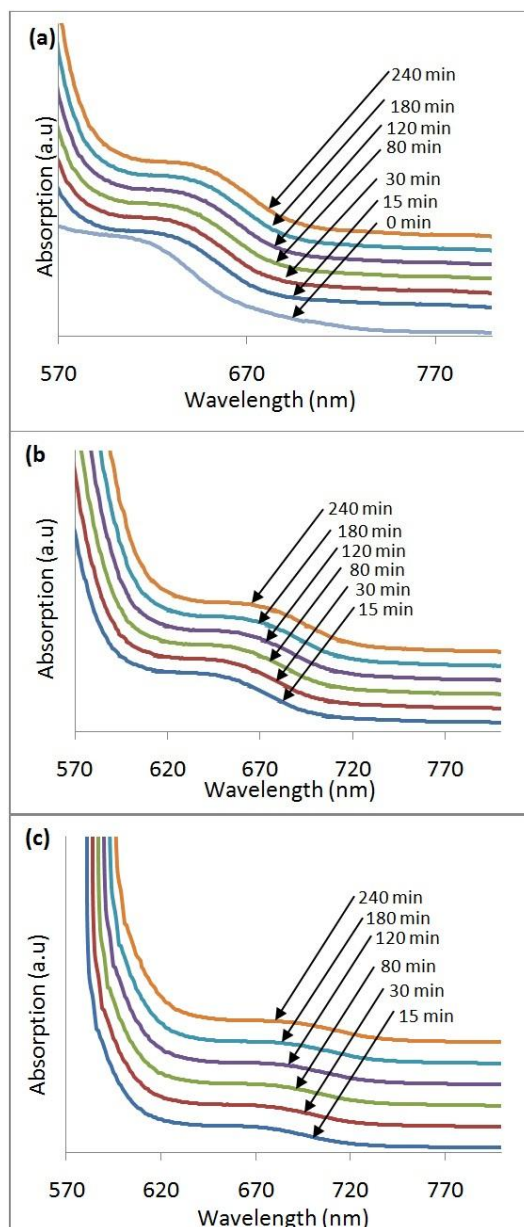 (a)
240 min
180 min
120 min
80 min
30 min
15 min
0 min
Absorption (a.u)
570 670 770
Wavelength (nm)
(b)
240 min
180 min
120 min
80 min
30 min
15 min
Absorption (a.u)
570 620 670 720 770
Wavelength (nm)
(c)
240 min
180 min
120 min
80 min
30 min
15 min
Absorption (a.u)
570 620 670 720 770
Wavelength (nm)